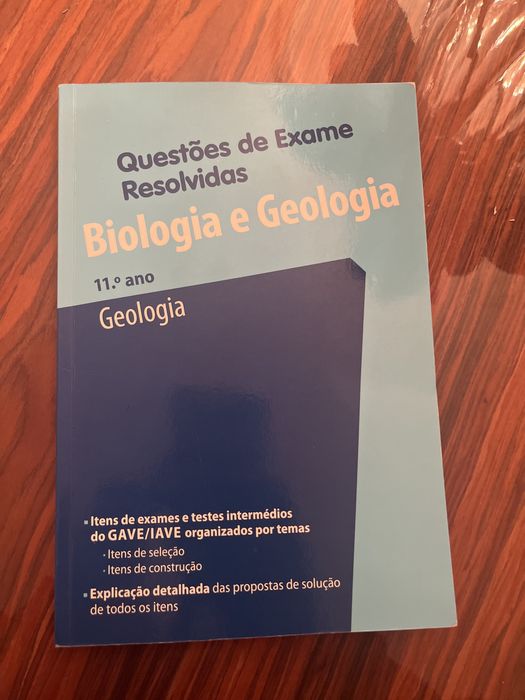 Questões de Exame
Resolvidas
Biologia e Geologia
11.º ano
Geologia
▪ Itens de exames e testes intermédios
do GAVE/IAVE organizados por temas
· Itens de seleção
· Itens de construção
▪ Explicação detalhada das propostas de solução
de todos os itens